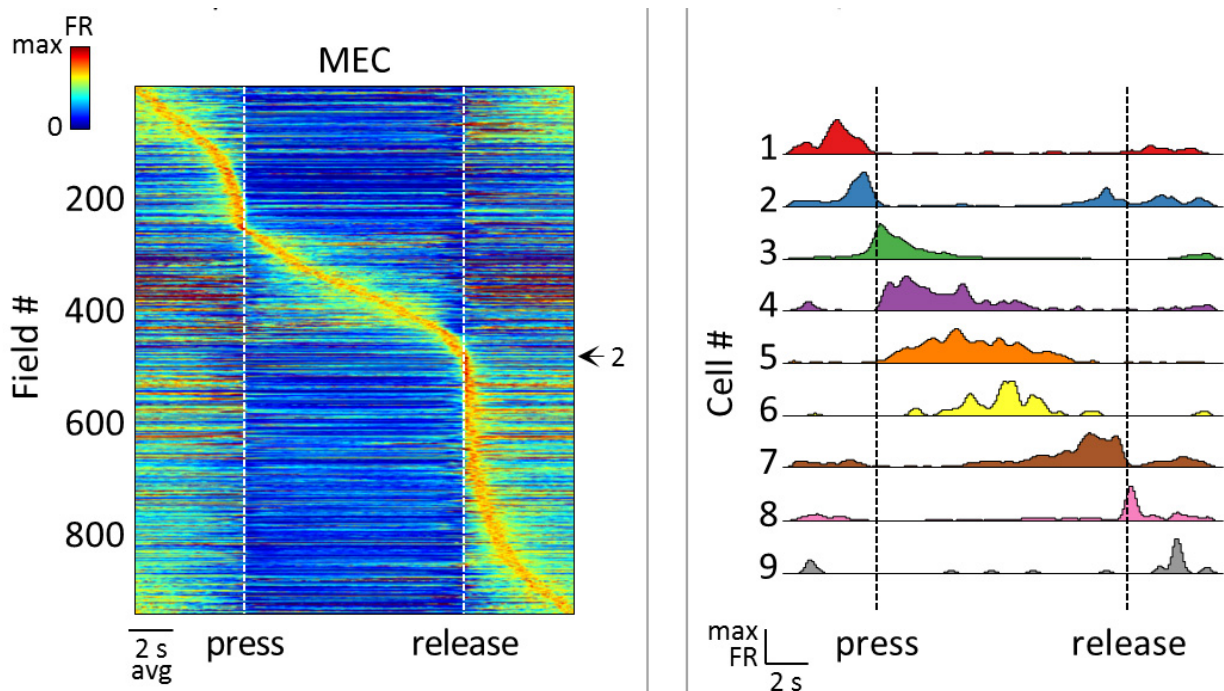 FR
max
0
MEC
Field #
200
400
600
800
2
2 s
avg
press
release
Cell #
1
2
3
4
5
6
7
8
9
max
FR
2 s
press
release